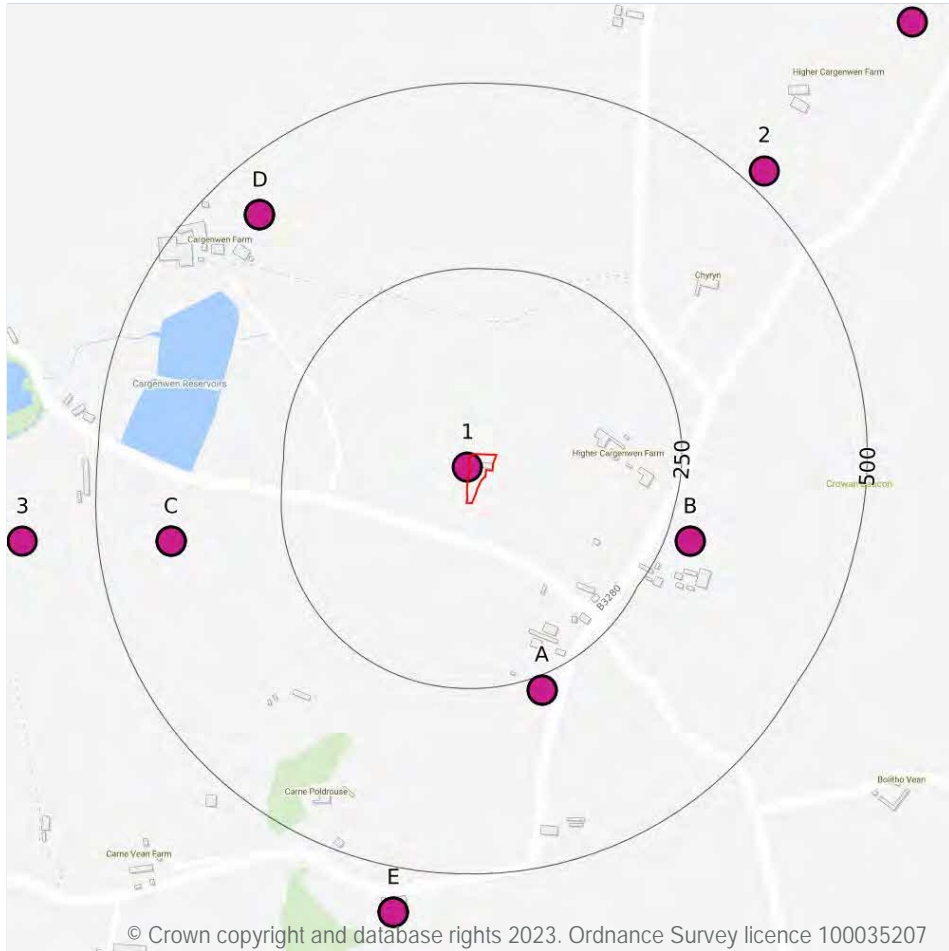 Higher Cargenwen Farm
2
D
Cargenwen Farm
Chyryn
Cargenwen Reservoirs
1
Higher Cargenwen Farm
250
500
Crowan Beacon
3
C
B
B3280
A
Carne Poldrouse
Bolitho Vean
Carne Vean Farm
E
© Crown copyright and database rights 2023. Ordnance Survey licence 100035207